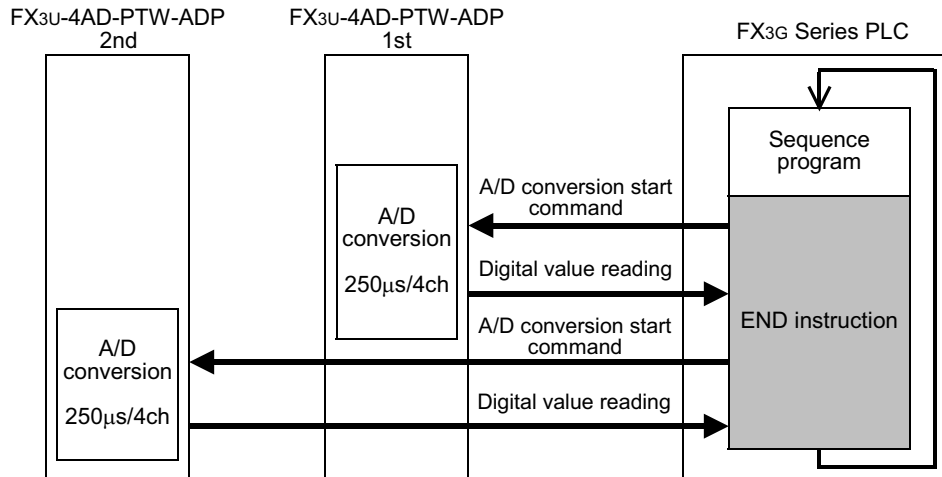 FX3U-4AD-PTW-ADP
2nd
FX3U-4AD-PTW-ADP
1st
FX3G Series PLC
Sequence
program
A/D conversion start
command
A/D
conversion
250µs/4ch
Digital value reading
END instruction
A/D conversion start
command
A/D
conversion
250µs/4ch
Digital value reading